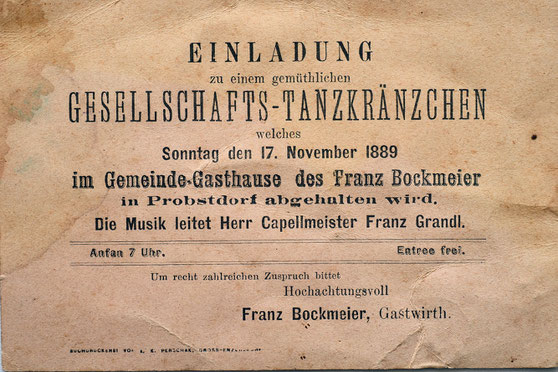 EINLADUNG
zu einem gemüthlichen
GESELLSCHAFTS-TANZKRÄNZCHEN
welches
Sonntag den 17. November 1889
im Gemeinde-Gasthause des Franz Bockmeier
in Probstdorf abgehalten wird.
Die Musik leitet Herr Capellmeister Franz Grandl.
Anfan 7 Uhr. Entree frei.
Um recht zahlreichen Zuspruch bittet
Hochachtungsvoll
Franz Bockmeier, Gastwirth.
BUCHDRUCKEREI VON